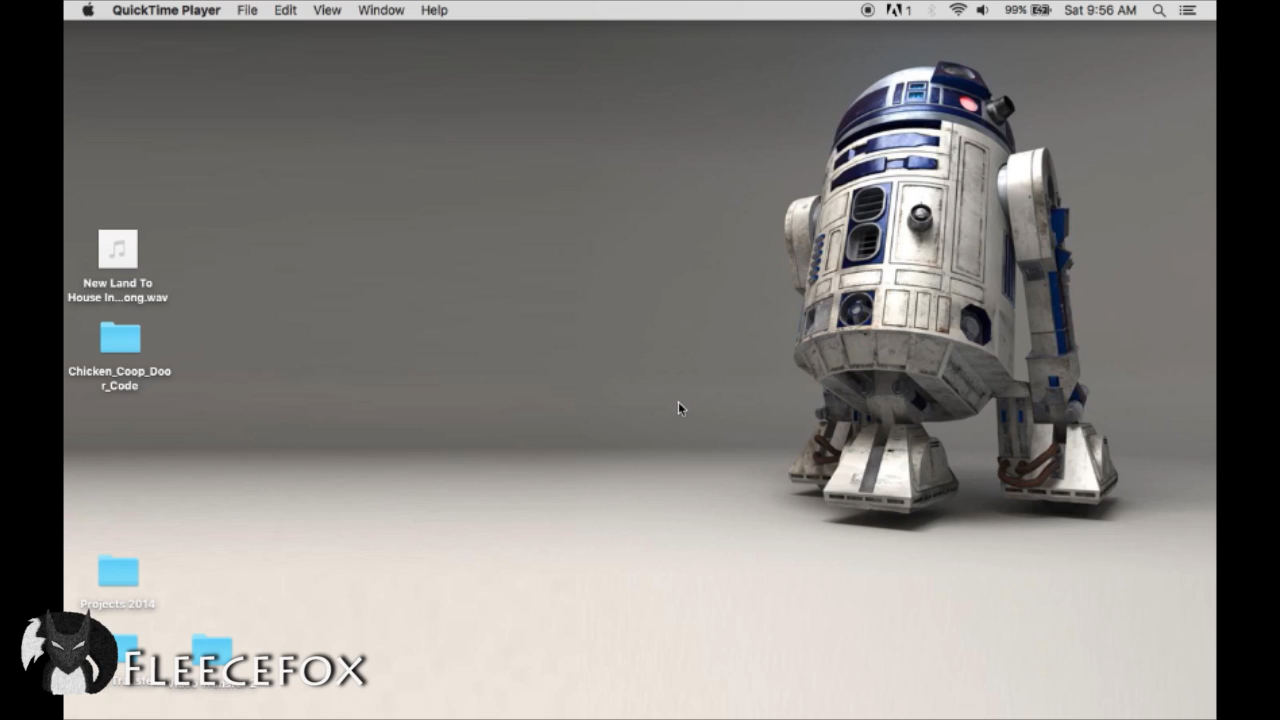 QuickTime Player File Edit View Window Help 1 99% Sat 9:56 AM
New Land To
House In...ong.wav
Chicken_Coop_Doo
r_Code
Projects 2014
FLEECEFOX